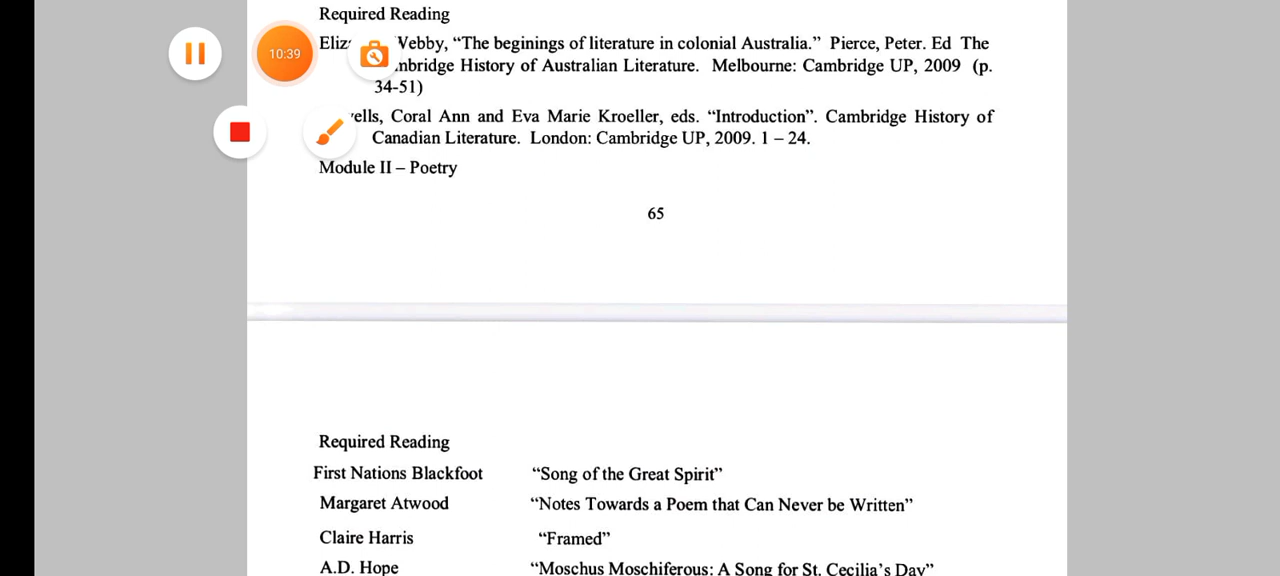 Required Reading
10:39
Webby, “The beginings of literature in colonial Australia.” Pierce, Peter. Ed The
History of Australian Literature. Melbourne: Cambridge UP, 2009 (p.
34-51)
Coral Ann and Eva Marie Kroeller, eds. “Introduction”. Cambridge History of
Canadian Literature. London: Cambridge UP, 2009. 1 – 24.
Module II – Poetry
65
Required Reading
First Nations Blackfoot “Song of the Great Spirit”
Margaret Atwood “Notes Towards a Poem that Can Never be Written”
Claire Harris “Framed”
A.D. Hope “Moschus Moschiferous: A Song for St. Cecilia’s Day”